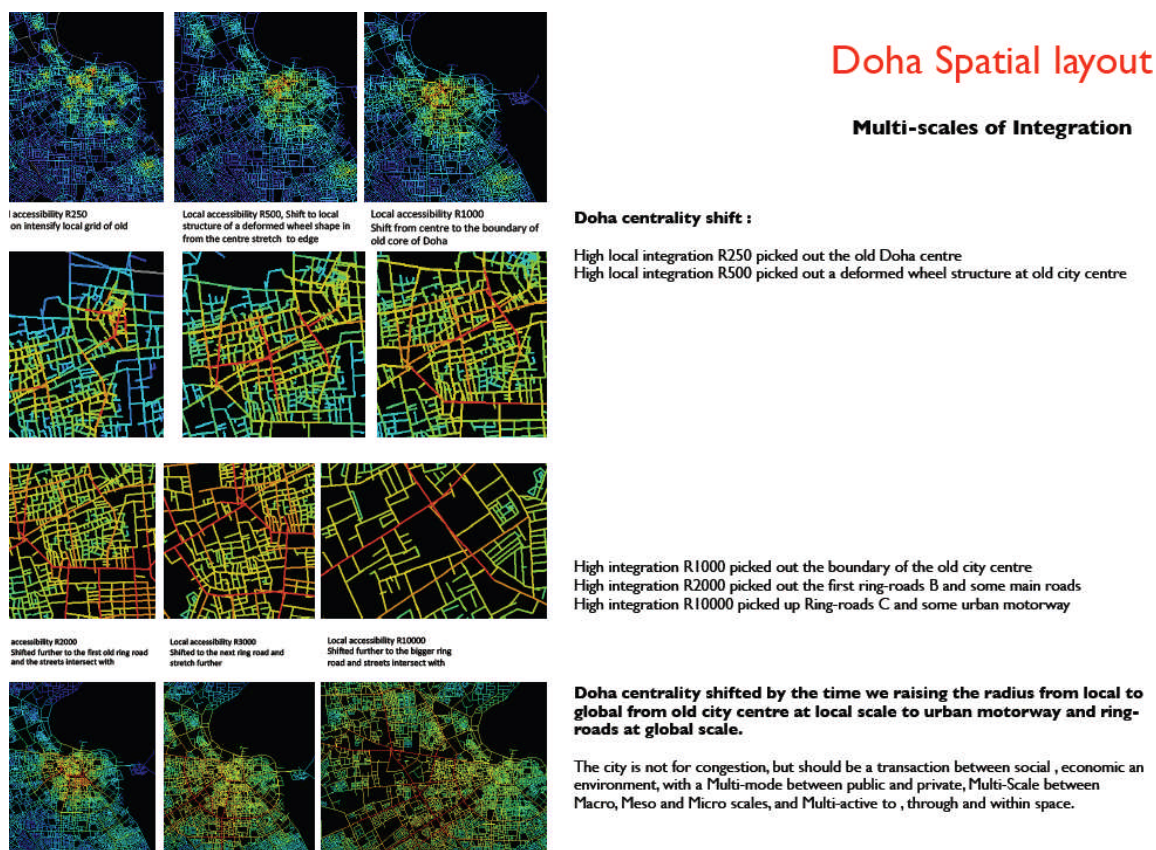 Doha Spatial layout
Multi-scales of Integration
l accessibility R250
on intensify local grid of old
Local accessibility R500, Shift to local
structure of a deformed wheel shape in
from the centre stretch to edge
Local accessibility R1000
Shift from centre to the boundary of
old core of Doha
Doha centrality shift :
High local integration R250 picked out the old Doha centre
High local integration R500 picked out a deformed wheel structure at old city centre
High integration R1000 picked out the boundary of the old city centre
High integration R2000 picked out the first ring-roads B and some main roads
High integration R10000 picked up Ring-roads C and some urban motorway
accessibility R2000
Shifted further to the first old ring road
and the streets intersect with
Local accessibility R3000
Shifted to the next ring road and
stretch further
Local accessibility R10000
Shifted further to the bigger ring
road and streets intersect with
Doha centrality shifted by the time we raising the radius from local to
global from old city centre at local scale to urban motorway and ring-
roads at global scale.
The city is not for congestion, but should be a transaction between social , economic an
environment, with a Multi-mode between public and private, Multi-Scale between
Macro, Meso and Micro scales, and Multi-active to , through and within space.